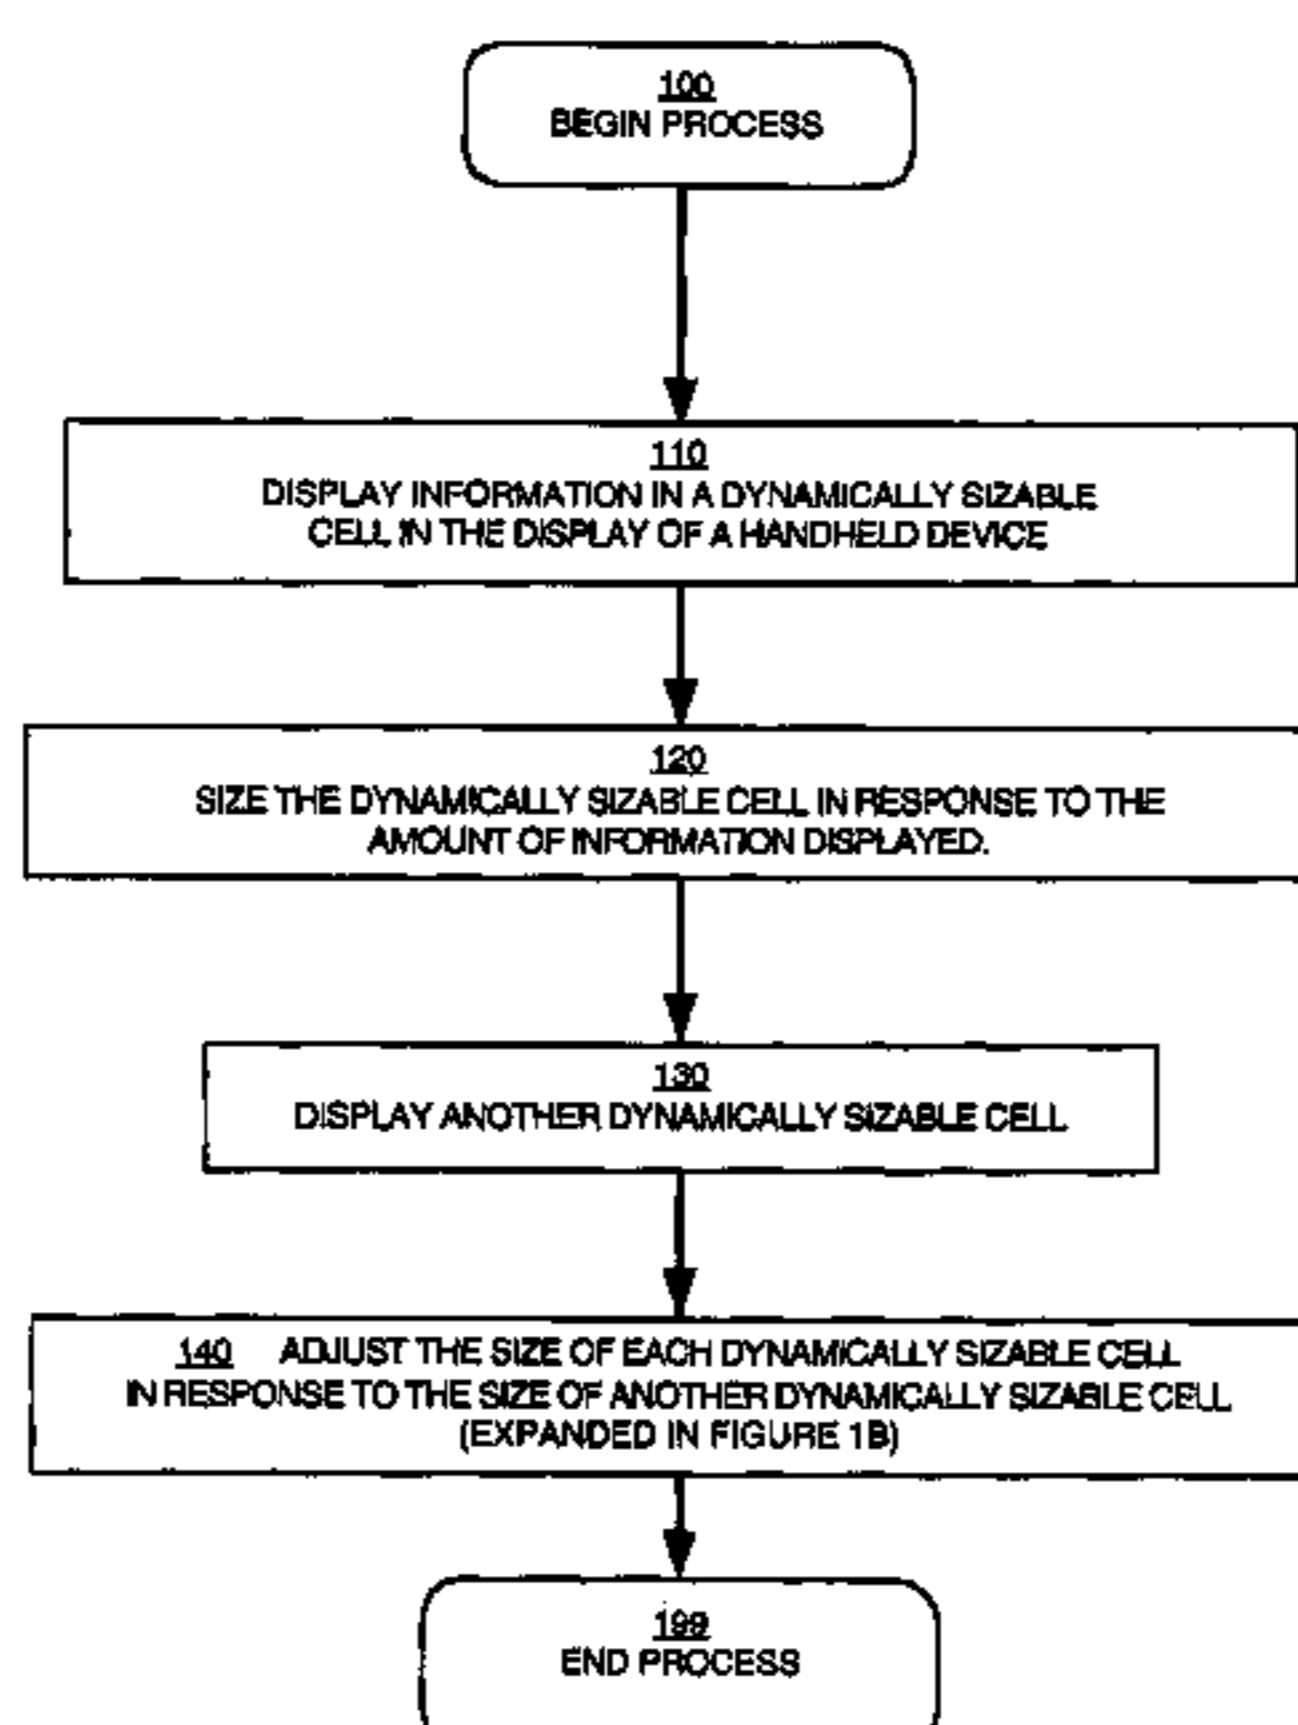 100
BEGIN PROCESS
110
DISPLAY INFORMATION IN A DYNAMICALLY SIZABLE
CELL IN THE DISPLAY OF A HANDHELD DEVICE
120
SIZE THE DYNAMICALLY SIZABLE CELL IN RESPONSE TO THE
AMOUNT OF INFORMATION DISPLAYED.
130
DISPLAY ANOTHER DYNAMICALLY SIZABLE CELL
140 ADJUST THE SIZE OF EACH DYNAMICALLY SIZABLE CELL
IN RESPONSE TO THE SIZE OF ANOTHER DYNAMICALLY SIZABLE CELL
(EXPANDED IN FIGURE 1B)
199
END PROCESS